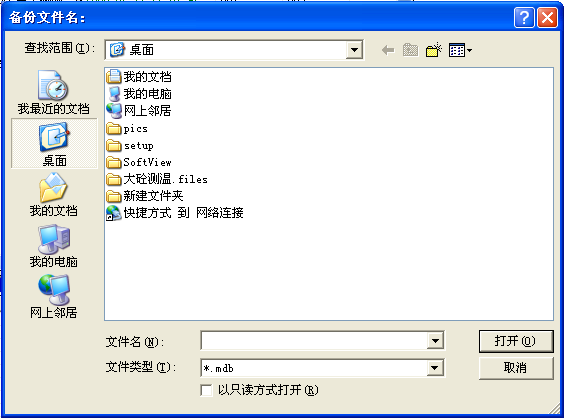 备份文件名:
查找范围(I):
桌面
我最近的文档
桌面
我的文档
我的电脑
网上邻居
我的文档
我的电脑
网上邻居
pics
setup
SoftView
大砼测温.files
新建文件夹
快捷方式 到 网络连接
文件名(N):
打开(O)
文件类型(T):
*.mdb
取消
以只读方式打开(R)